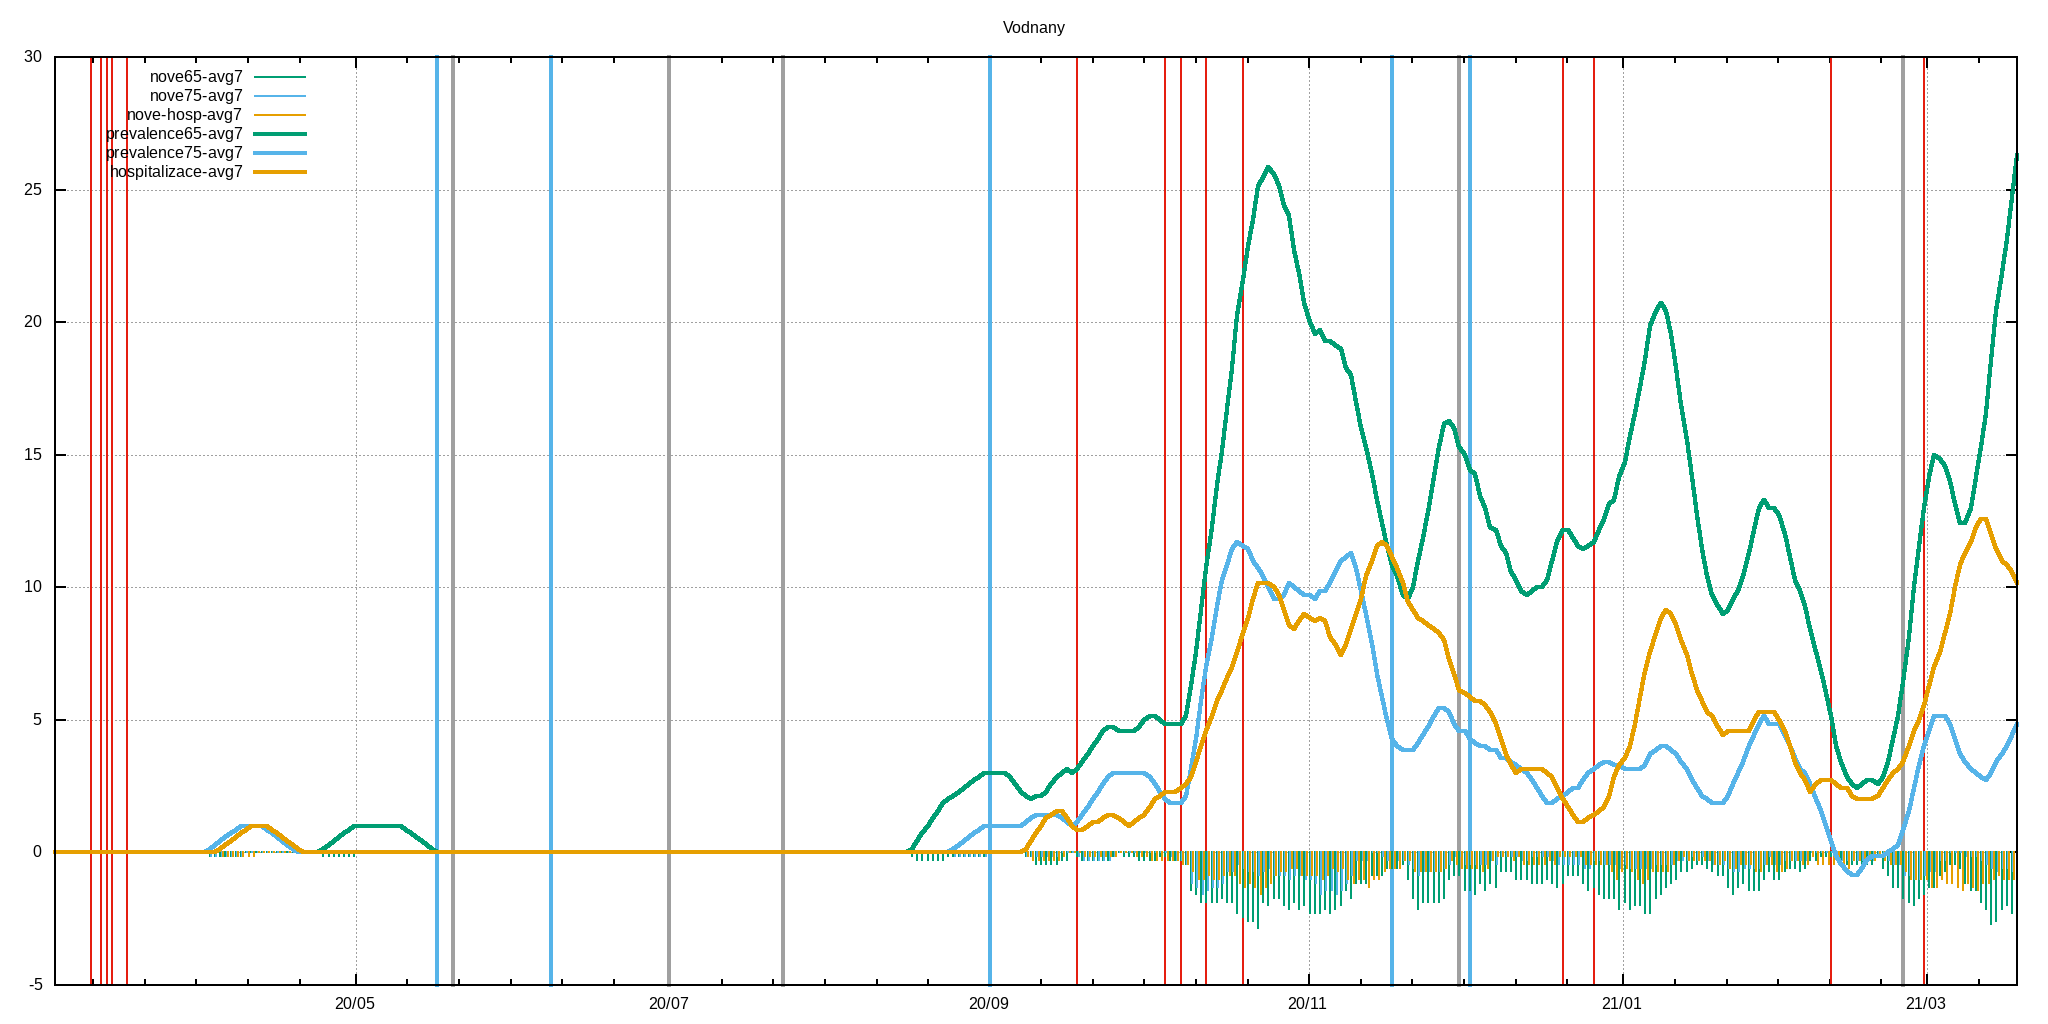 Vodnany
30
25
20
15
10
5
0
-5
nove65-avg7
nove75-avg7
nove-hosp-avg7
prevalence65-avg7
prevalence75-avg7
hospitalizace-avg7
20/05 20/07 20/09 20/11 21/01 21/03